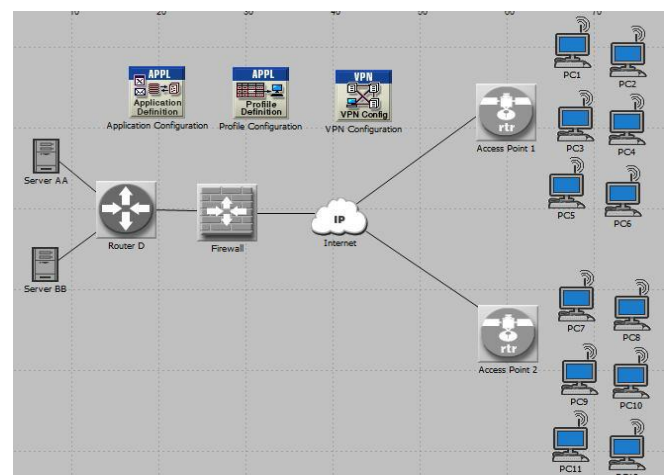 10
20
30
40
50
60
70
APPL
Application
Definition
Application Configuration
APPL
Profile
Definition
Profile Configuration
VPN
VPN Config
VPN Configuration
PC1
PC2
rtr
Access Point 1
PC3
PC4
Server AA
PC5
PC6
Router D
Firewall
IP
Internet
Server BB
PC7
PC8
rtr
Access Point 2
PC9
PC10
PC11